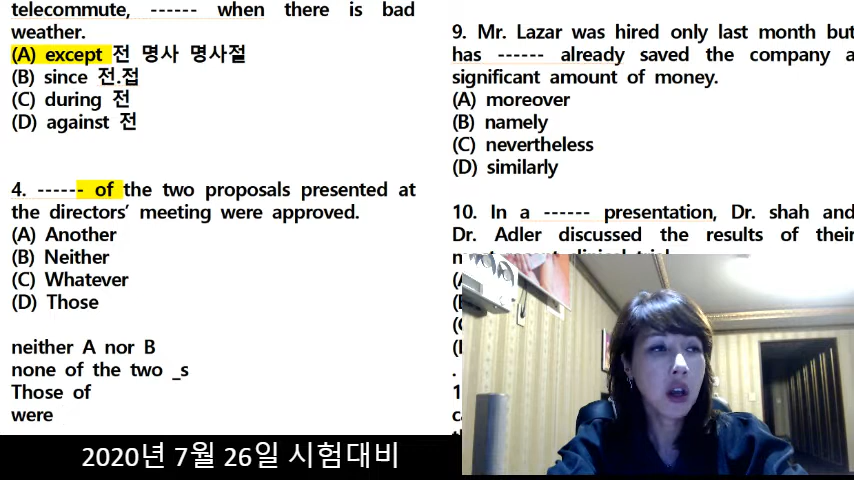 telecommute, ------ when there is bad
weather.
(A) except 전 명사 명사절
(B) since 전.접
(C) during 전
(D) against 전
4. ------ of the two proposals presented at
the directors’ meeting were approved.
(A) Another
(B) Neither
(C) Whatever
(D) Those
neither A nor B
none of the two _s
Those of
were
9. Mr. Lazar was hired only last month but
has ------ already saved the company a
significant amount of money.
(A) moreover
(B) namely
(C) nevertheless
(D) similarly
10. In a ------ presentation, Dr. shah and
Dr. Adler discussed the results of their
2020년 7월 26일 시험대비